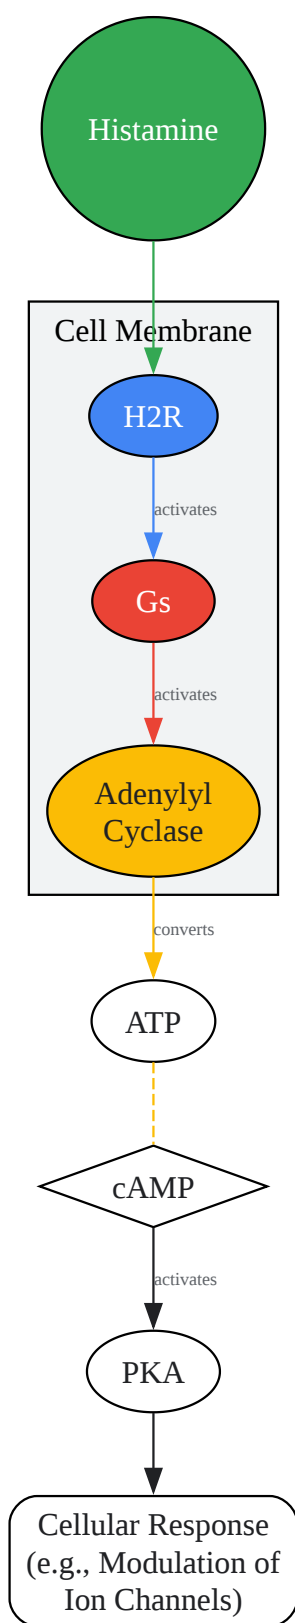 Histamine
Cell Membrane
H2R
activates
Gs
activates
Adenylyl
Cyclase
converts
ATP
cAMP
activates
PKA
Cellular Response
(e.g., Modulation of
Ion Channels)